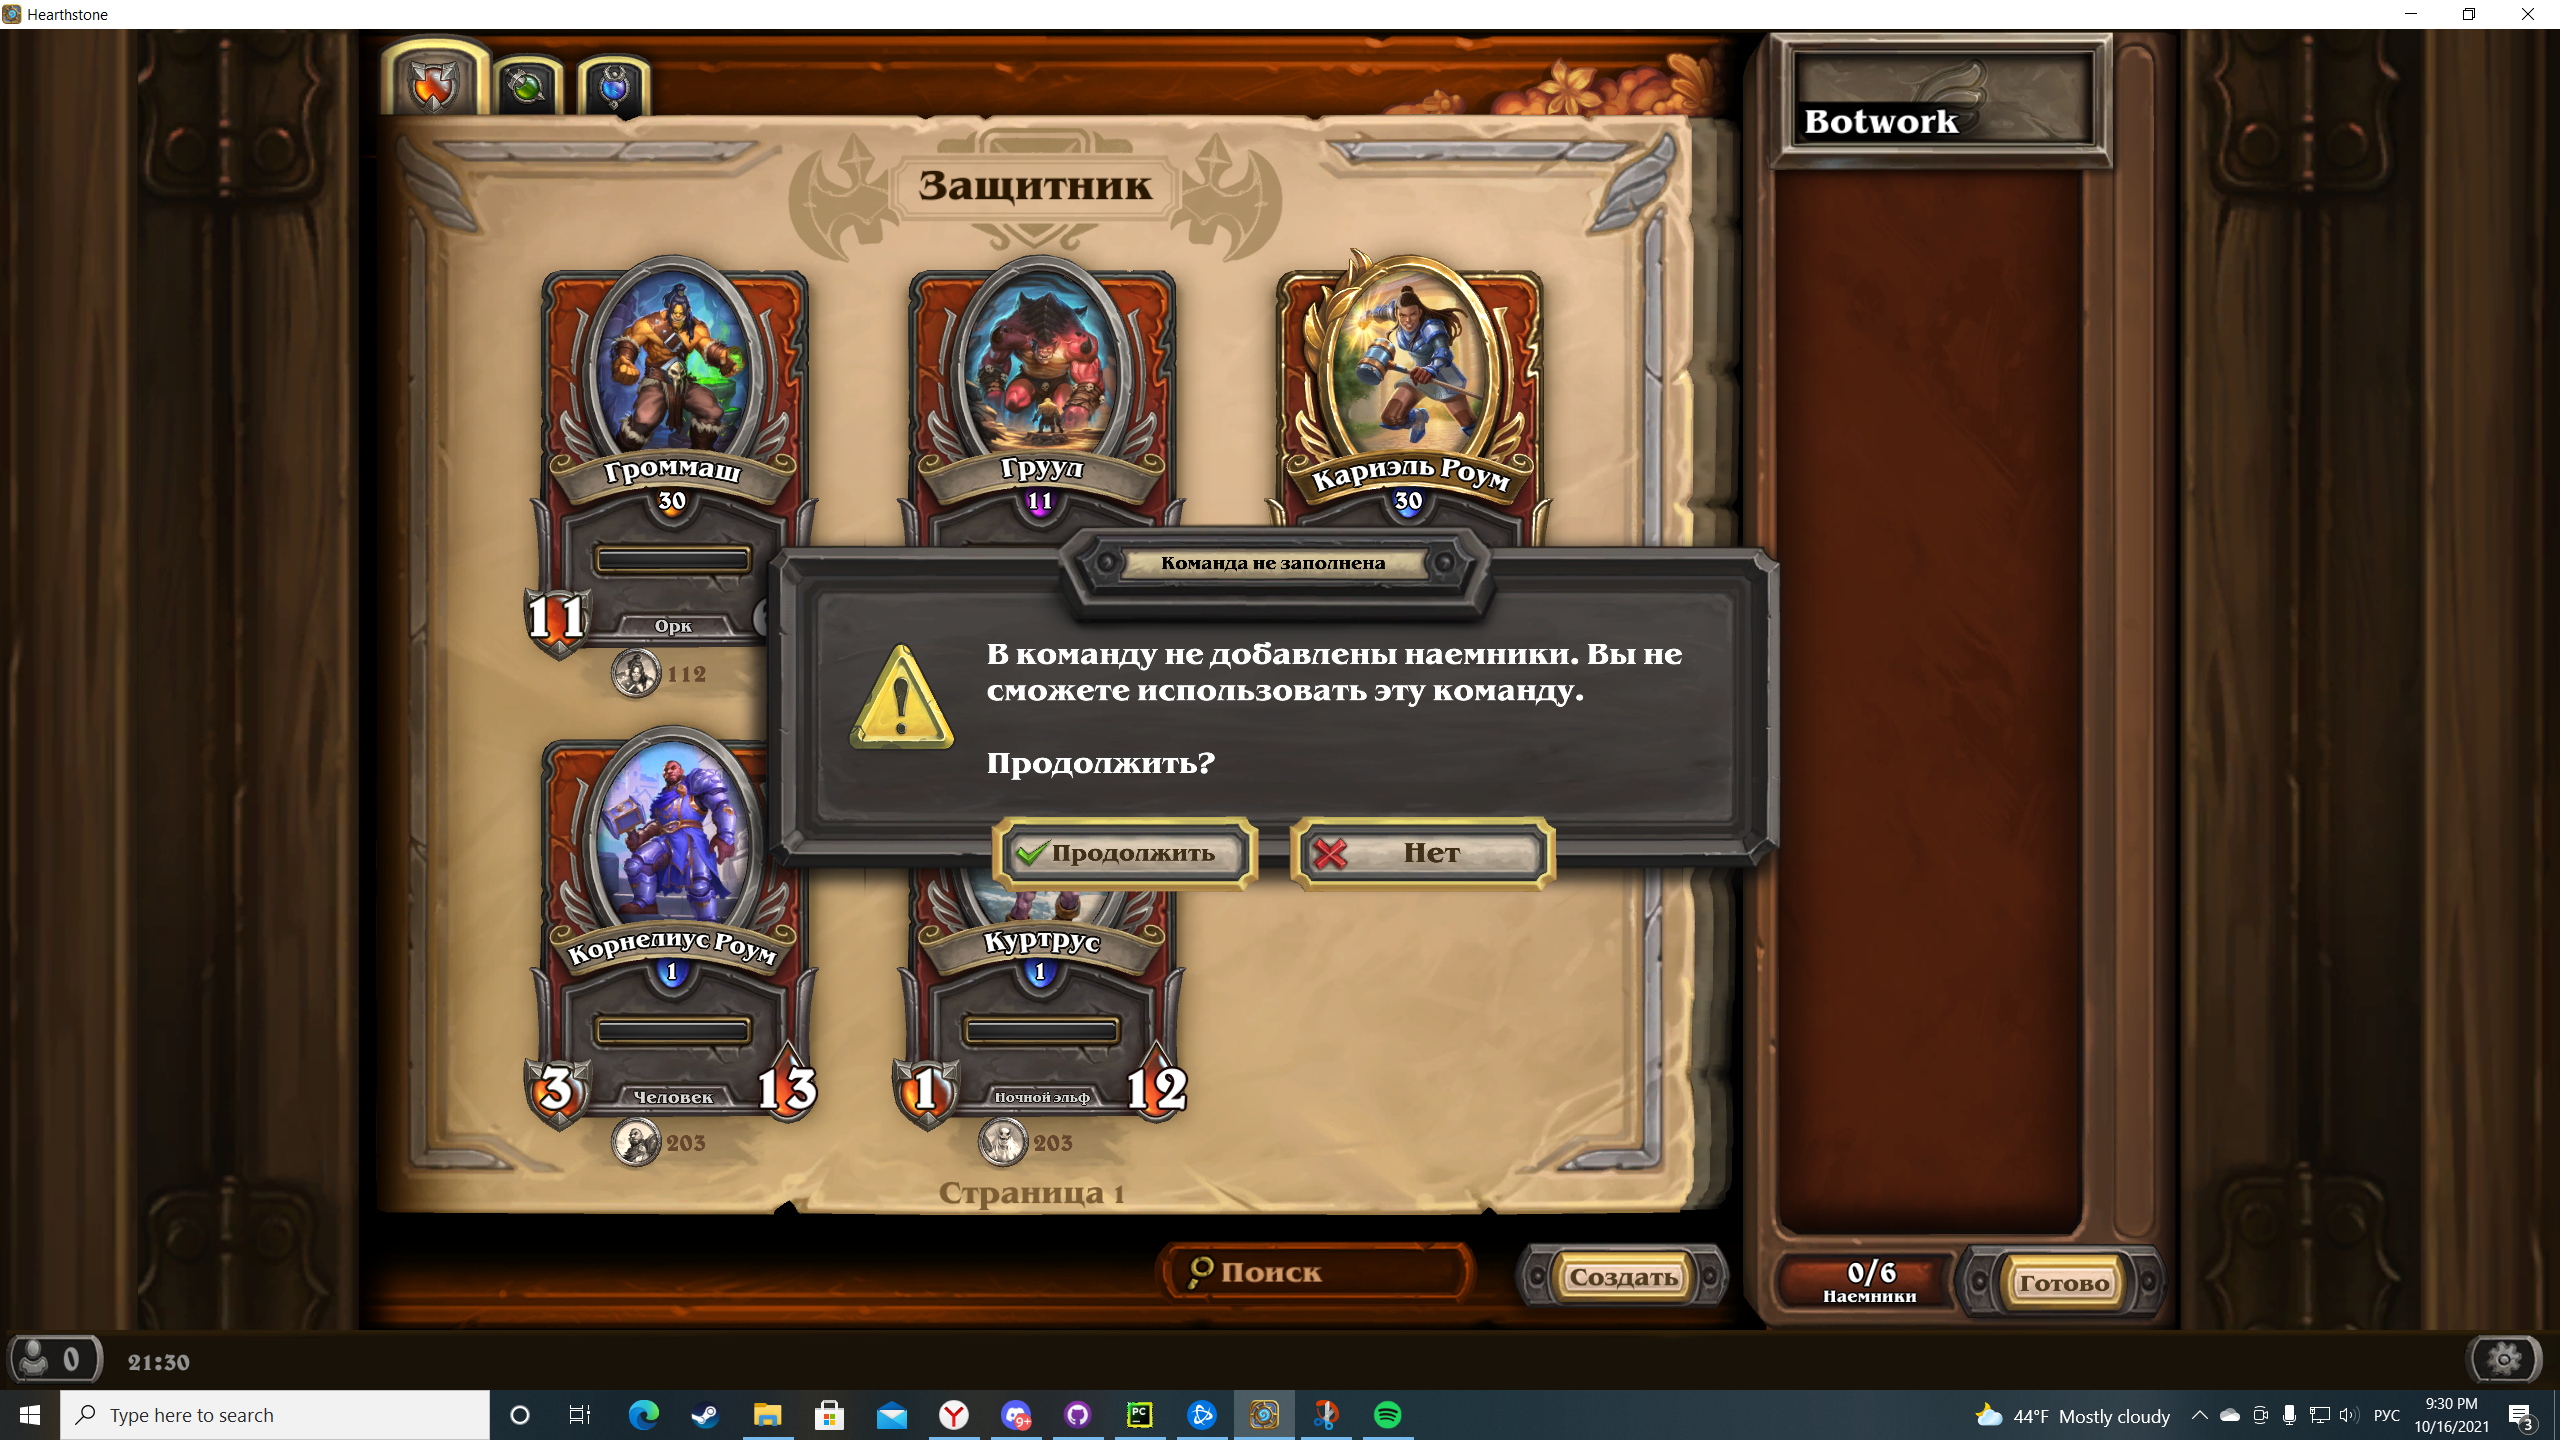 Hearthstone
Botwork
Защитник
Громмаш
30
Груул
11
Кариэль Роум
30
11
Орк
112
Команда не заполнена
В команду не добавлены наемники. Вы не
сможете использовать эту команду.
Продолжить?
Продолжить
Нет
Корнелиус Роум
1
Куртрус
1
3
Человек
13
1
Ночной эльф
12
203
203
Страница 1
Поиск
Создать
0/6
Наемники
Готово
0
21:30
Type here to search
9+
PC
44°F Mostly cloudy
РУС
9:30 PM
10/16/2021
3